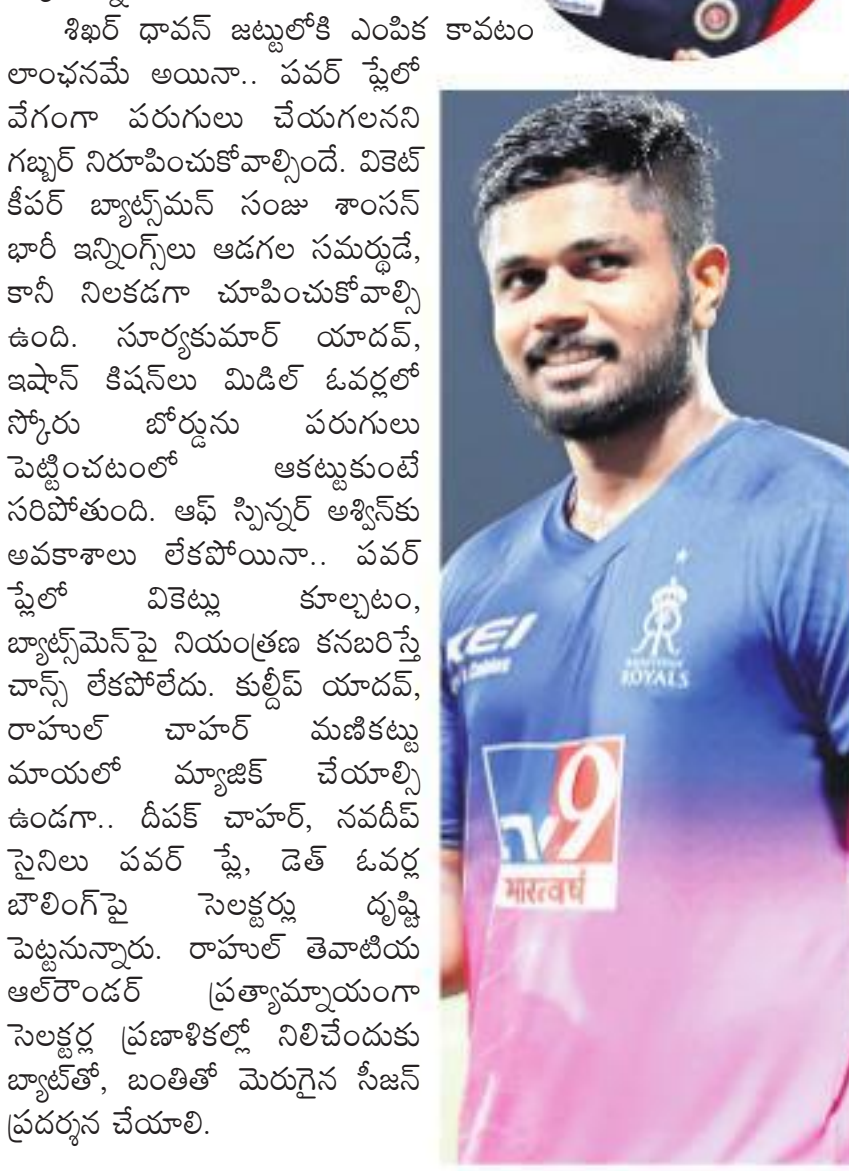 శిఖర్ ధావన్ జట్టులోకి ఎంపిక కావటం
లాంఛనమే అయినా.. పవర్ ప్లేలో
వేగంగా పరుగులు చేయగలనని
గబ్బర్ నిరూపించుకోవాల్సిందే. వికెట్
కీపర్ బ్యాట్స్‌మన్ సంజు శాంసన్
భారీ ఇన్నింగ్స్‌లు ఆడగల సమర్థుడే,
కానీ నిలకడగా చూపించుకోవాల్సి
ఉంది. సూర్యకుమార్ యాదవ్,
ఇషాన్ కిషన్‌లు మిడిల్ ఓవర్లలో
స్కోరు బోర్డును పరుగులు
పెట్టించటంలో ఆకట్టుకుంటే
సరిపోతుంది. ఆఫ్ స్పిన్నర్ అశ్విన్‌కు
అవకాశాలు లేకపోయినా.. పవర్
ప్లేలో వికెట్లు కూల్చటం,
బ్యాట్స్‌మెన్‌పై నియంత్రణ కనబరిస్తే
చాన్స్ లేకపోలేదు. కుల్దీప్ యాదవ్,
రాహుల్ చాహర్ మణికట్టు
మాయలో మ్యాజిక్ చేయాల్సి
ఉండగా.. దీపక్ చాహర్, నవదీప్
సైనిలు పవర్ ప్లే, డెత్ ఓవర్ల
బౌలింగ్‌పై సెలక్టర్లు దృష్టి
పెట్టనున్నారు. రాహుల్ తెవాటియ
ఆల్‌రౌండర్ ప్రత్యామ్నాయంగా
సెలక్టర్ల ప్రణాళికల్లో నిలిచేందుకు
బ్యాట్‌తో, బంతితో మెరుగైన సీజన్
ప్రదర్శన చేయాలి.
KEI
ROYALS
TV9
भारतवर्ष